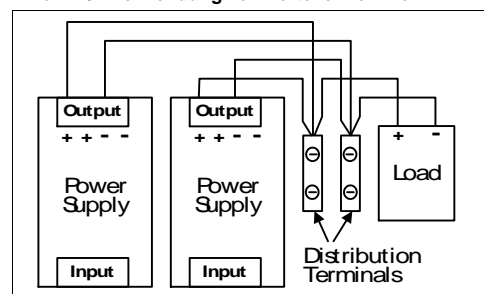 Output
+ + - -
Power
Supply
Input
Output
+ + - -
Power
Supply
Input
+ -
Load
Distribution
Terminals